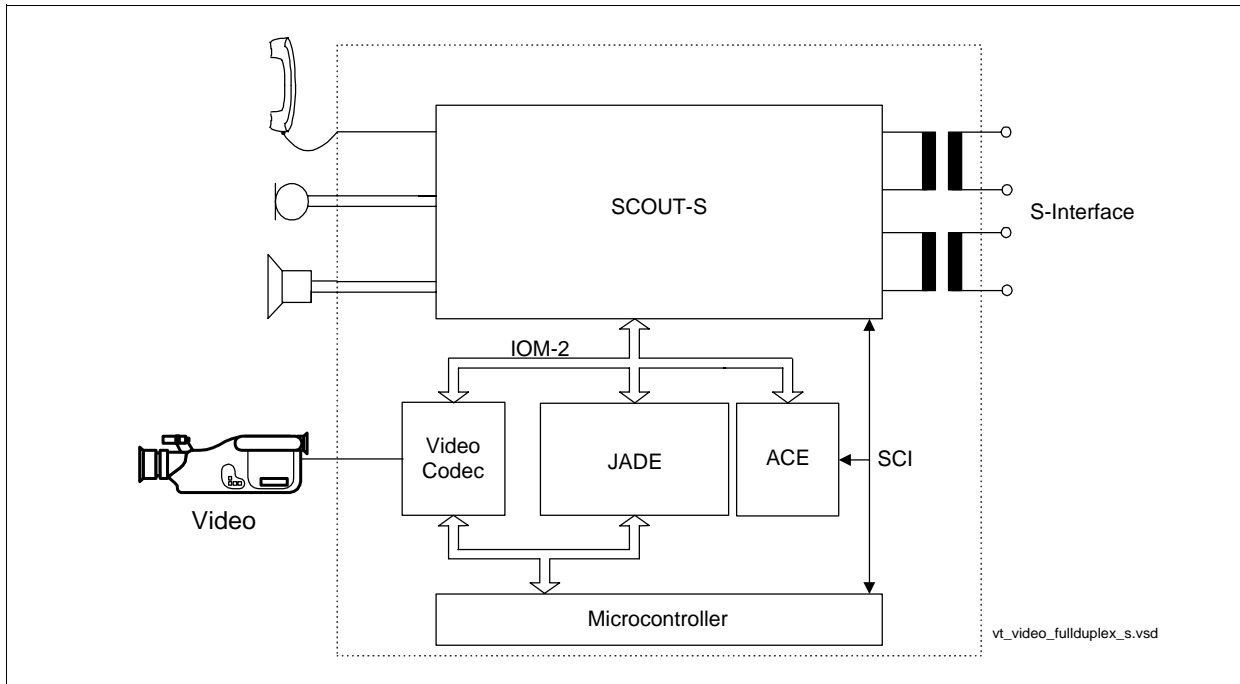 SCOUT-S
S-Interface
IOM-2
Video
Codec
JADE
ACE
SCI
Video
Microcontroller
vt_video_fullduplex_s.vsd